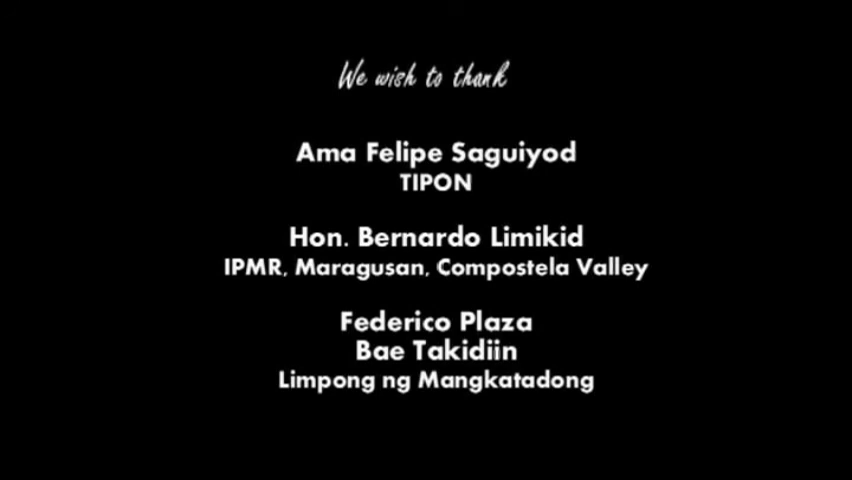 We wish to thank
Ama Felipe Saguiyod
TIPON
Hon. Bernardo Limikid
IPMR, Maragusan, Compostela Valley
Federico Plaza
Bae Takidiin
Limpong ng Mangkatadong